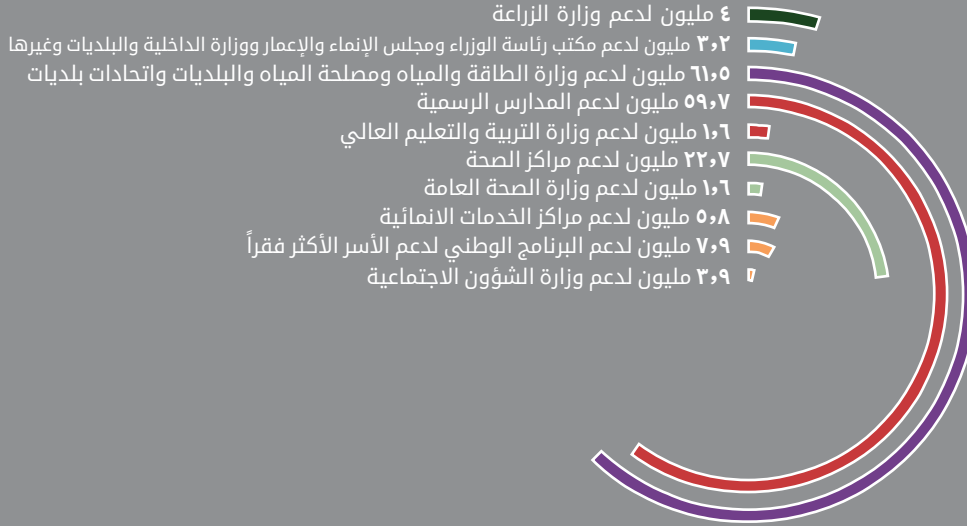 ٤ مليون لدعم وزارة الزراعة
٣,٢ مليون لدعم مكتب رئاسة الوزراء ومجلس الإنماء والإعمار ووزارة الداخلية والبلديات وغيرها
٦١,٥ مليون لدعم وزارة الطاقة والمياه ومصلحة المياه والبلديات واتحادات بلديات
٥٩,٧ مليون لدعم المدارس الرسمية
١,٦ مليون لدعم وزارة التربية والتعليم العالي
٢٢,٧ مليون لدعم مراكز الصحة
١,٦ مليون لدعم وزارة الصحة العامة
٥,٨ مليون لدعم مراكز الخدمات الانمائية
٧,٩ مليون لدعم البرنامج الوطني لدعم الأسر الأكثر فقراً
٣,٩ مليون لدعم وزارة الشؤون الاجتماعية